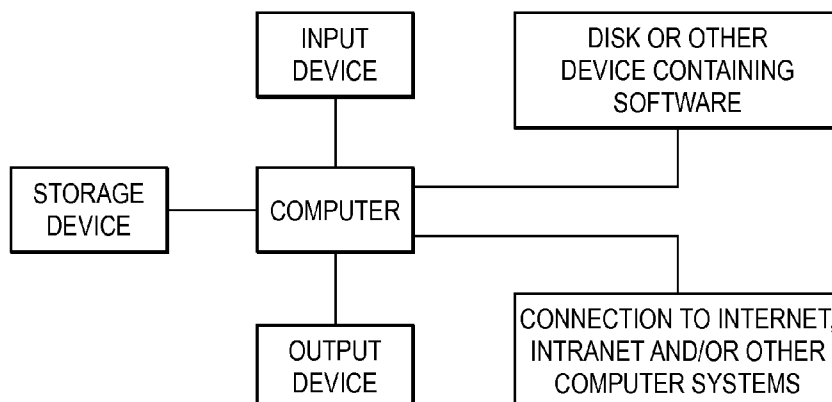 INPUT
DEVICE
DISK OR OTHER
DEVICE CONTAINING
SOFTWARE
STORAGE
DEVICE
COMPUTER
OUTPUT
DEVICE
CONNECTION TO INTERNET,
INTRANET AND/OR OTHER
COMPUTER SYSTEMS